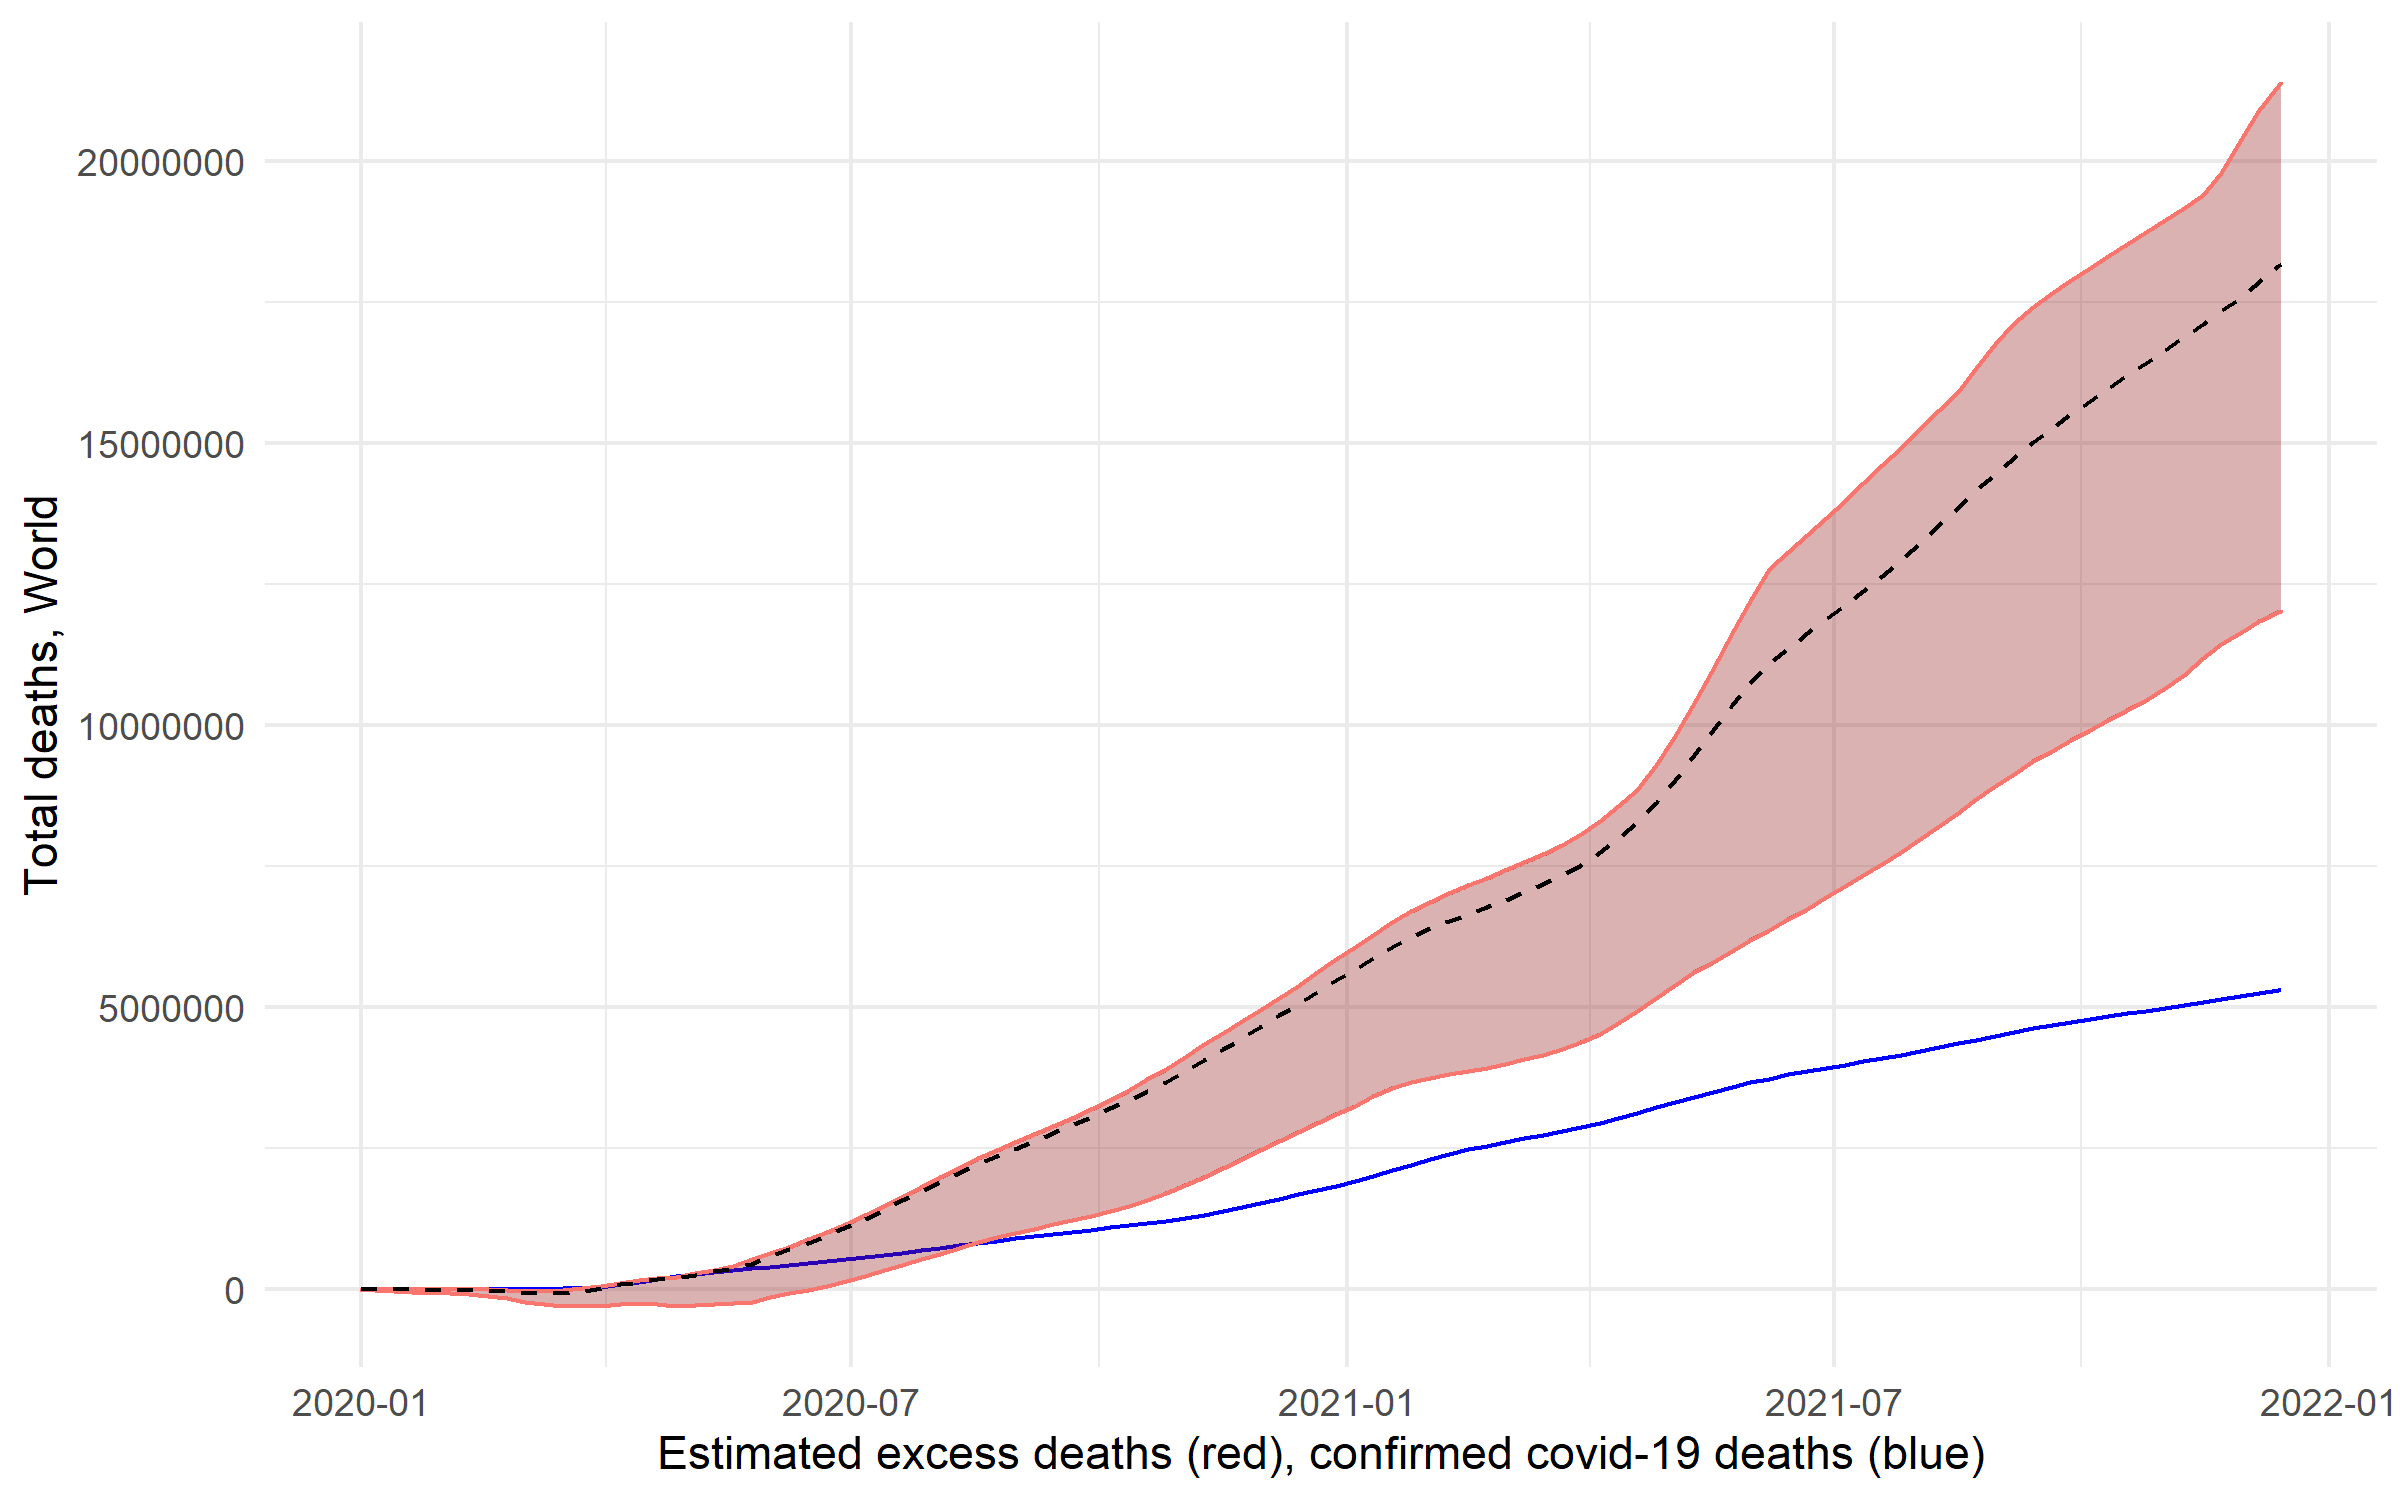 Total deaths, World
20000000
15000000
10000000
5000000
0
2020-01 2020-07 2021-01 2021-07 2022-01
Estimated excess deaths (red), confirmed covid-19 deaths (blue)